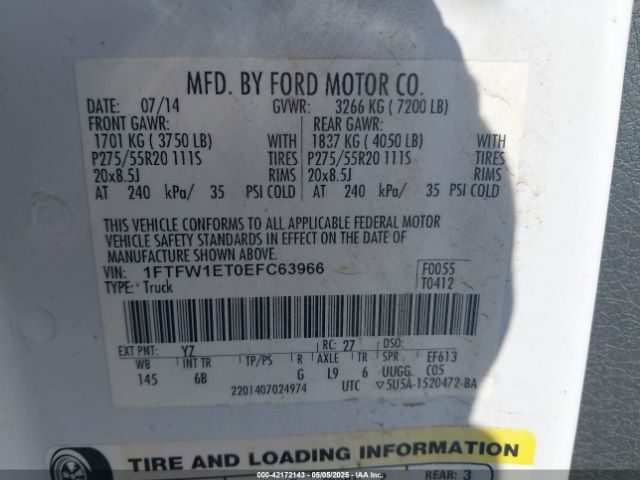 MFD. BY FORD MOTOR CO.
DATE: 07/14 GVWR: 3266 KG ( 7200 LB)
FRONT GAWR: REAR GAWR:
1701 KG ( 3750 LB) WITH 1837 KG ( 4050 LB) WITH
P275/55R20 111S TIRES P275/55R20 111S TIRES
20x8.5J RIMS 20x8.5J RIMS
AT 240 kPa/ 35 PSI COLD AT 240 kPa/ 35 PSI COLD
THIS VEHICLE CONFORMS TO ALL APPLICABLE FEDERAL MOTOR
VEHICLE SAFETY STANDARDS IN EFFECT ON THE DATE OF
MANUFACTURE SHOWN ABOVE.
VIN: 1FTFW1ET0EFC63966 F0055
TYPE: Truck T0412
EXT PNT: YZ RC: 27 DSO:
WB INT TR TP/PS R AXLE TR SPR EF613
145 6B G L9 6 UUGG C05
2201407024974 UTC 5U5A-1520472-BA
TIRE AND LOADING INFORMATION
REAR: 3
000-42172143 - 05/05/2025 -